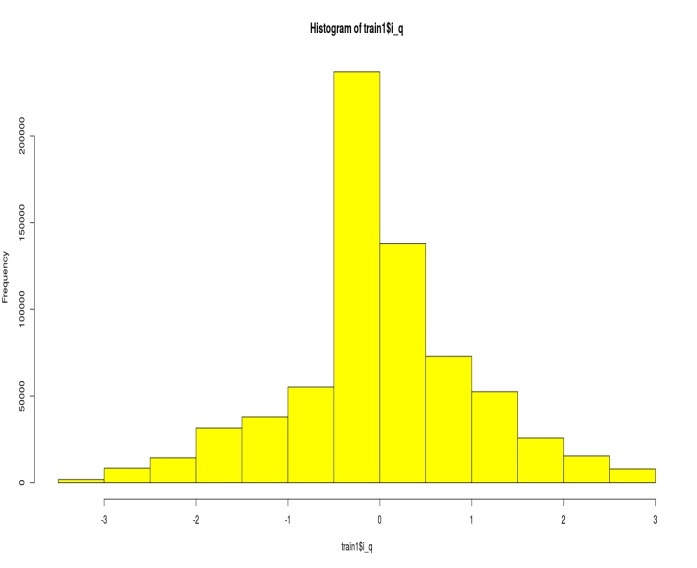 Histogram of train1$i_q
Frequency
200000
150000
100000
50000
0
-3 -2 -1 0 1 2 3
train1$i_q